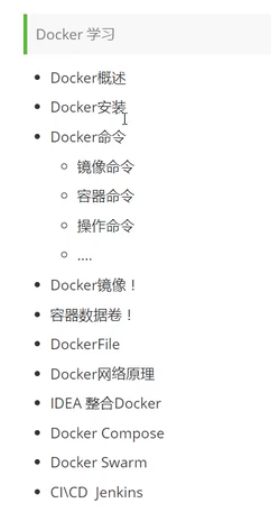 Docker 学习
Docker概述
Docker安装
Docker命令
镜像命令
容器命令
操作命令
....
Docker镜像！
容器数据卷！
DockerFile
Docker网络原理
IDEA 整合Docker
Docker Compose
Docker Swarm
CI\CD Jenkins